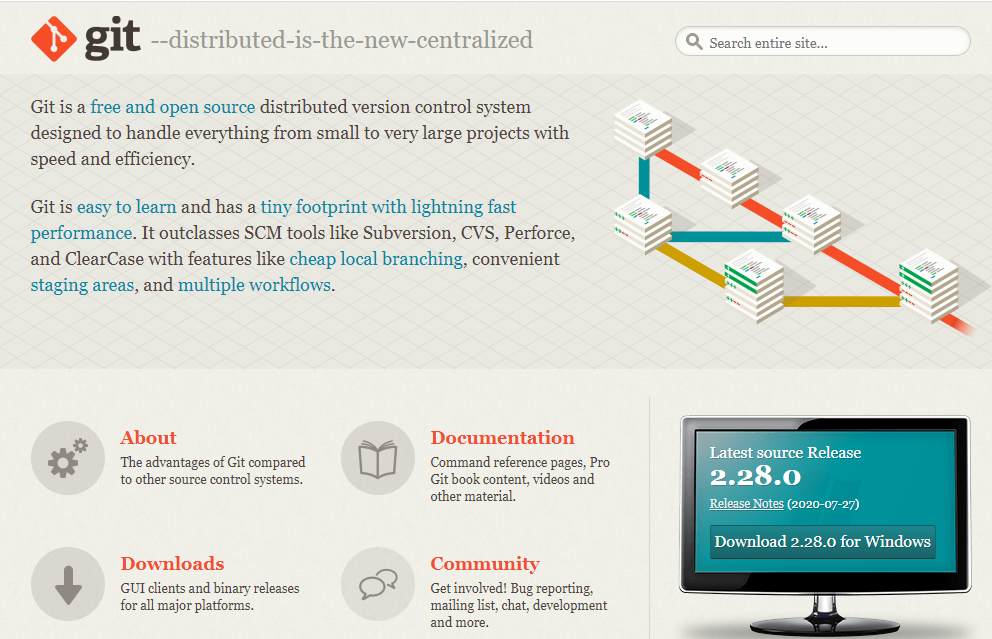 git --distributed-is-the-new-centralized
Search entire site...
Git is a free and open source distributed version control system
designed to handle everything from small to very large projects with
speed and efficiency.
Git is easy to learn and has a tiny footprint with lightning fast
performance. It outclasses SCM tools like Subversion, CVS, Perforce,
and ClearCase with features like cheap local branching, convenient
staging areas, and multiple workflows.
About
The advantages of Git compared
to other source control systems.
Documentation
Command reference pages, Pro
Git book content, videos and
other material.
Downloads
GUI clients and binary releases
for all major platforms.
Community
Get involved! Bug reporting,
mailing list, chat, development
and more.
Latest source Release
2.28.0
Release Notes (2020-07-27)
Download 2.28.0 for Windows